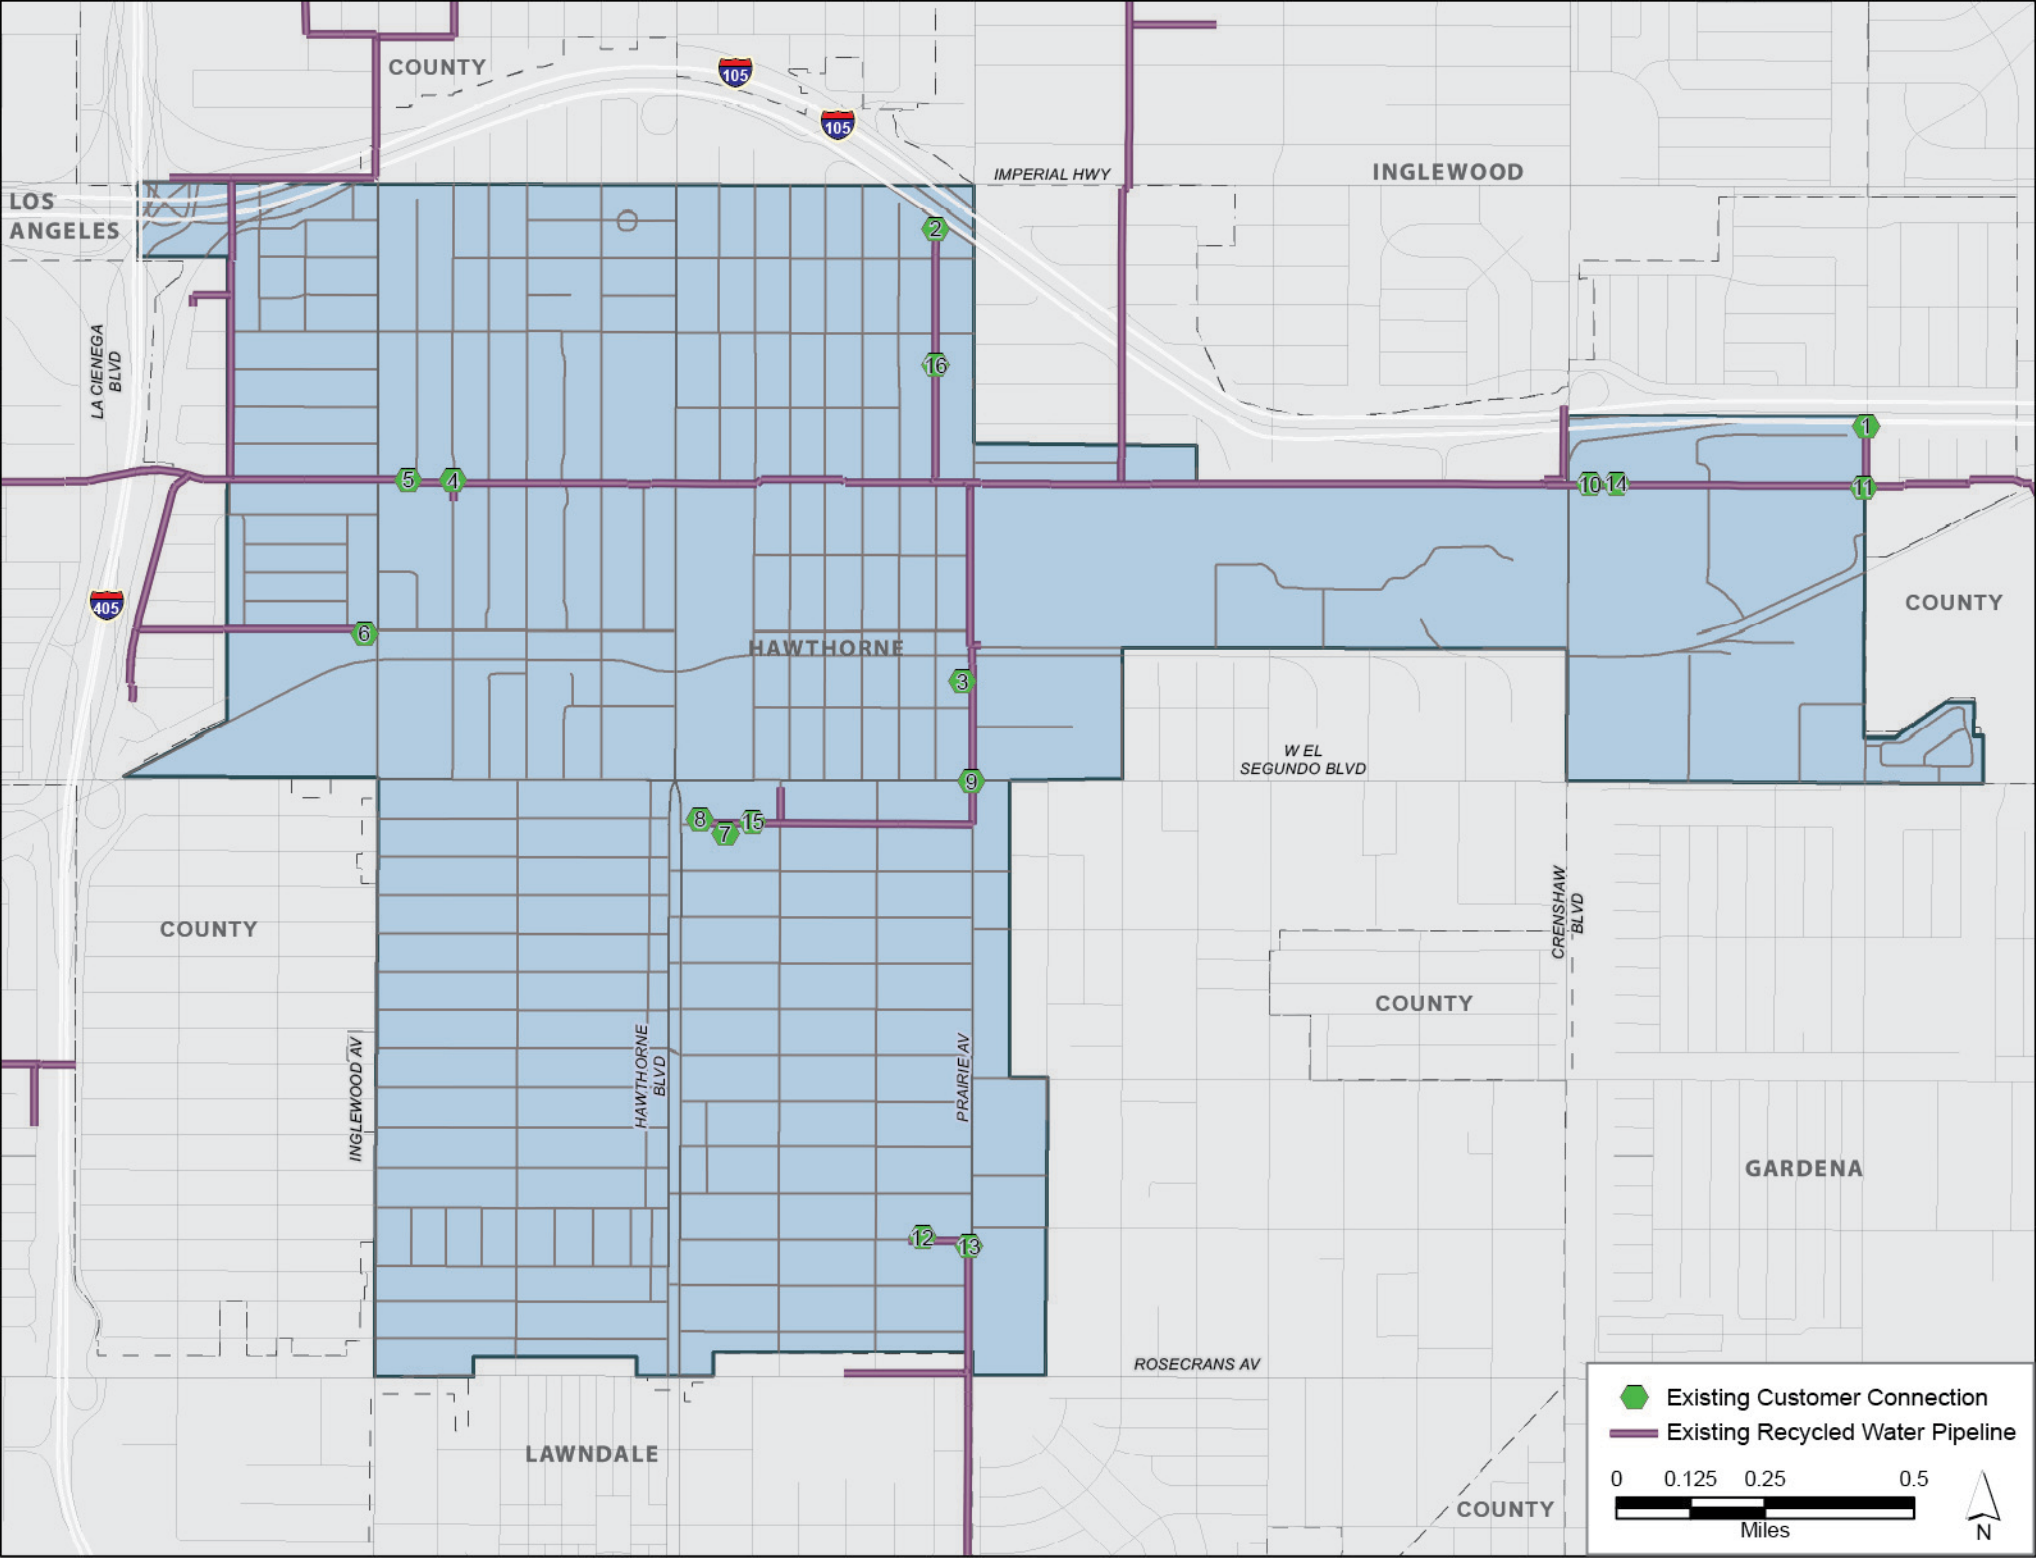 COUNTY
105
105
IMPERIAL HWY
INGLEWOOD
LOS
ANGELES
2
LA CIENEGA
BLVD
16
1
5
4
10
14
11
405
COUNTY
6
HAWTHORNE
3
W EL
SEGUNDO BLVD
9
8
7
15
COUNTY
CRENSHAW
BLVD
COUNTY
INGLEWOOD AV
HAWTHORNE
BLVD
PRAIRIE AV
GARDENA
12
13
ROSECRANS AV
LAWNDALE
COUNTY
Existing Customer Connection
Existing Recycled Water Pipeline
0 0.125 0.25 0.5
Miles
N